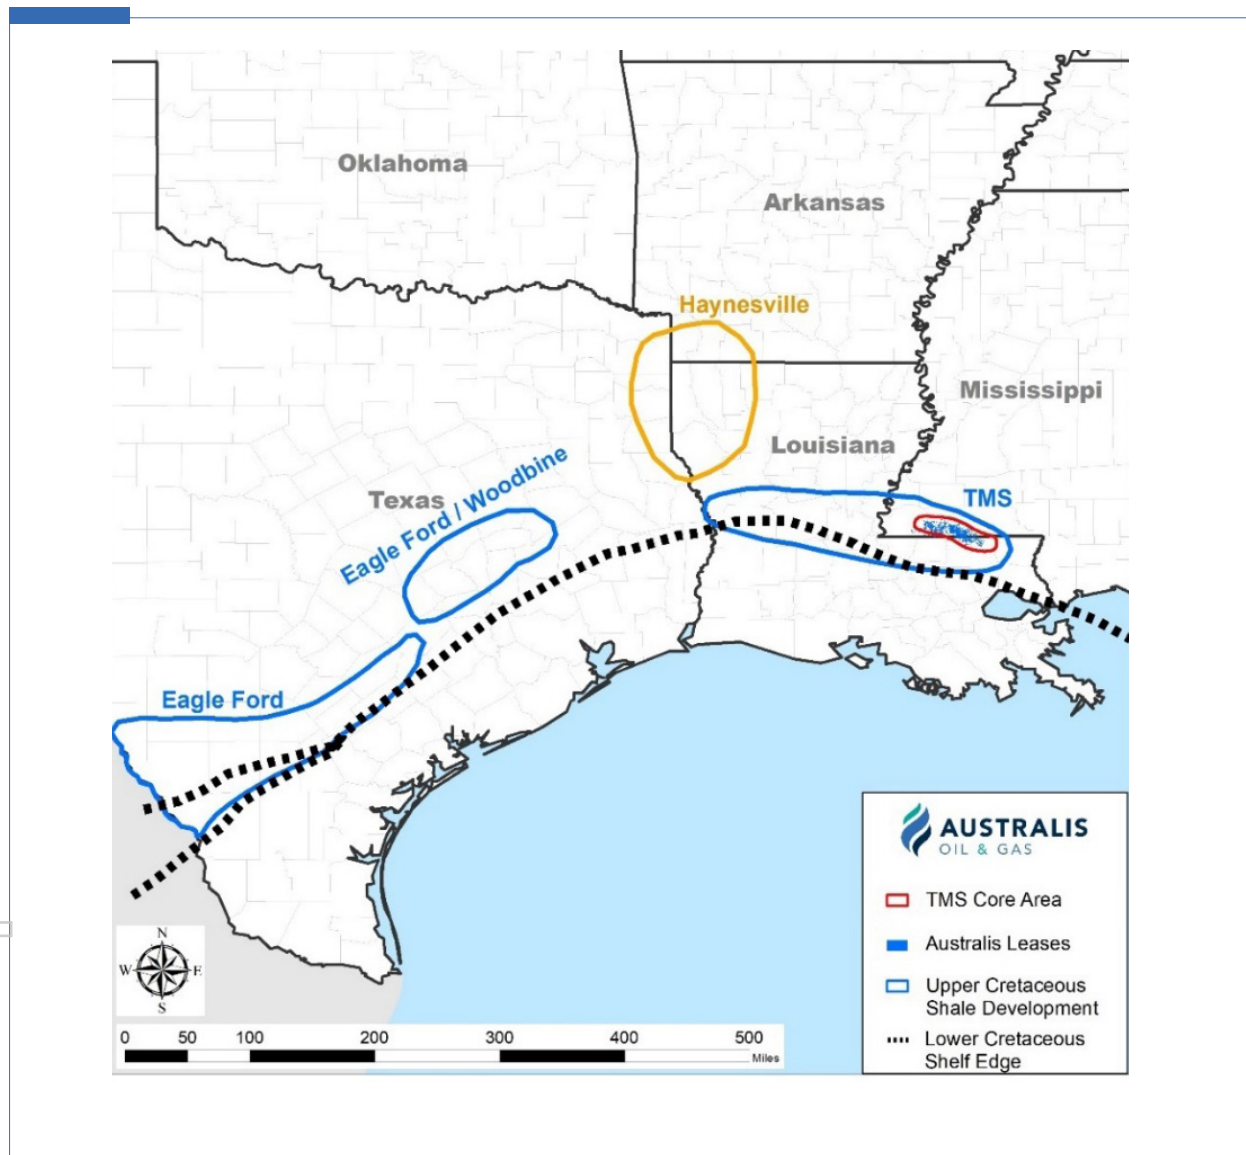 Oklahoma
Arkansas
Haynesville
Mississippi
Louisiana
Texas
Eagle Ford / Woodbine
TMS
Eagle Ford
AUSTRALIS
OIL & GAS
TMS Core Area
Australis Leases
Upper Cretaceous
Shale Development
Lower Cretaceous
Shelf Edge
N
W E
S
0 50 100 200 300 400 500
Miles